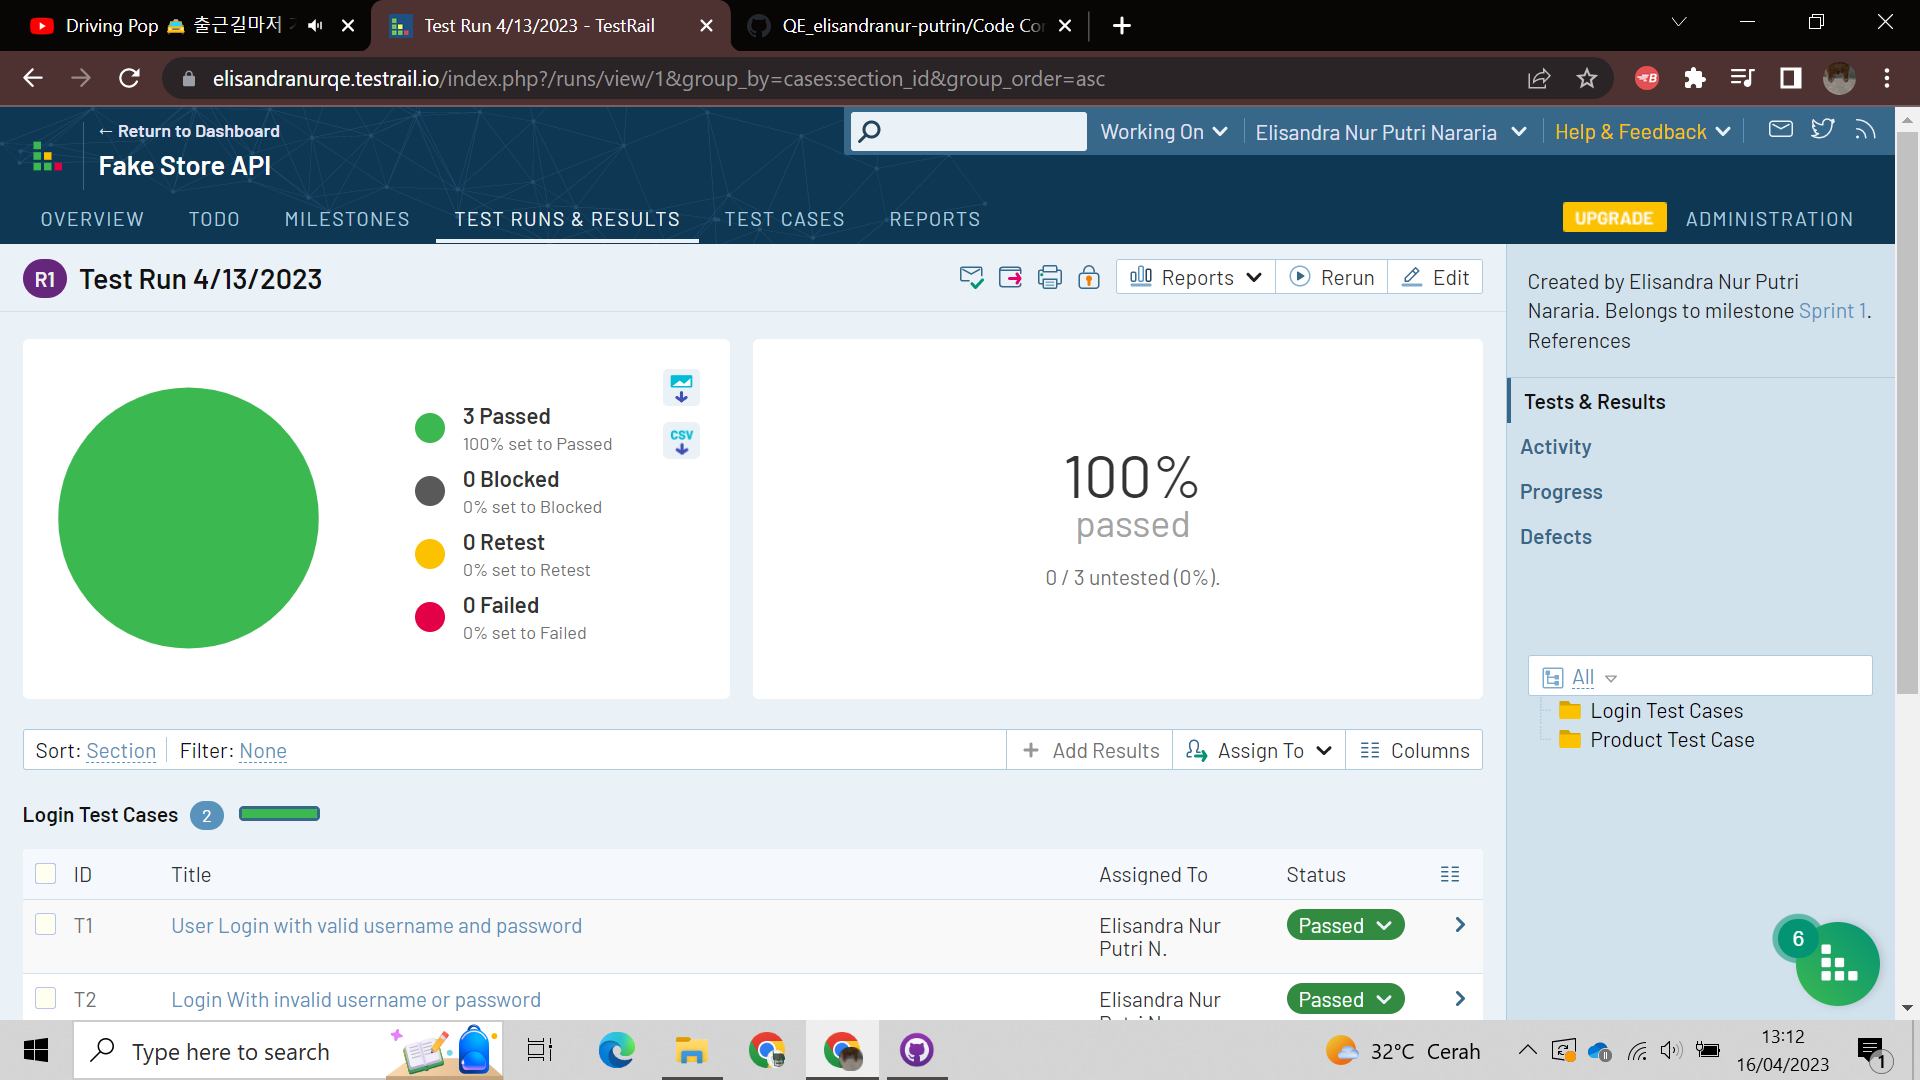 Driving Pop 🚖 출근길마저
Test Run 4/13/2023 - TestRail
QE_elisandranur-putrin/Code Co
elisandranurqe.testrail.io/index.php?/runs/view/1&group_by=cases:section_id&group_order=asc
← Return to Dashboard
Fake Store API
Working On
Elisandra Nur Putri Nararia
Help & Feedback
OVERVIEW
TODO
MILESTONES
TEST RUNS & RESULTS
TEST CASES
REPORTS
UPGRADE
ADMINISTRATION
R1
Test Run 4/13/2023
Reports
Rerun
Edit
Created by Elisandra Nur Putri
Nararia. Belongs to milestone Sprint 1.
References
3 Passed
100% set to Passed
0 Blocked
0% set to Blocked
0 Retest
0% set to Retest
0 Failed
0% set to Failed
CSV
100%
passed
0 / 3 untested (0%).
Tests & Results
Activity
Progress
Defects
All
Login Test Cases
Product Test Case
Sort: Section
Filter: None
Add Results
Assign To
Columns
Login Test Cases 2
ID
Title
Assigned To
Status
T1
User Login with valid username and password
Elisandra Nur
Putri N.
Passed
T2
Login With invalid username or password
Elisandra Nur
Passed
6
Type here to search
32°C Cerah
13:12
16/04/2023
1